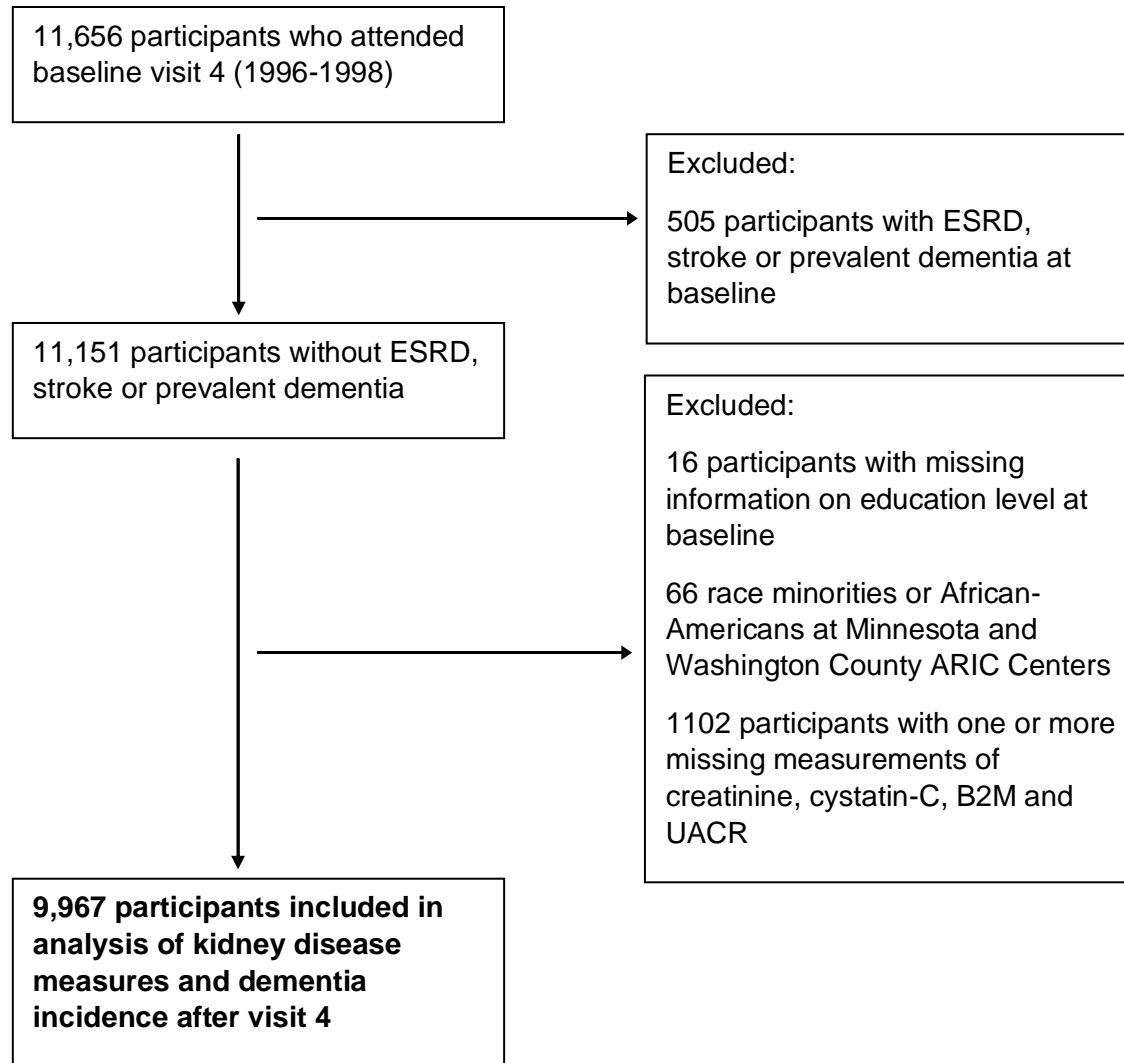 11,656 participants who attended
baseline visit 4 (1996-1998)
Excluded:
505 participants with ESRD,
stroke or prevalent dementia at
baseline
11,151 participants without ESRD,
stroke or prevalent dementia
Excluded:
16 participants with missing
information on education level at
baseline
66 race minorities or African-
Americans at Minnesota and
Washington County ARIC Centers
1102 participants with one or more
missing measurements of
creatinine, cystatin-C, B2M and
UACR
9,967 participants included in
analysis of kidney disease
measures and dementia
incidence after visit 4